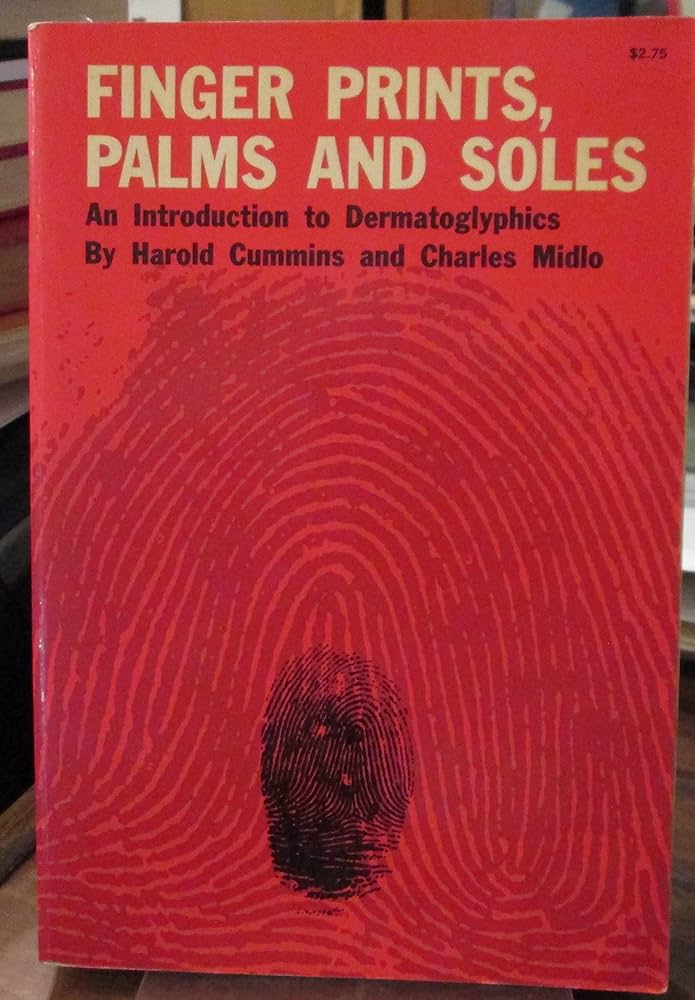 $2.75
FINGER PRINTS,
PALMS AND SOLES
An Introduction to Dermatoglyphics
By Harold Cummins and Charles Midlo